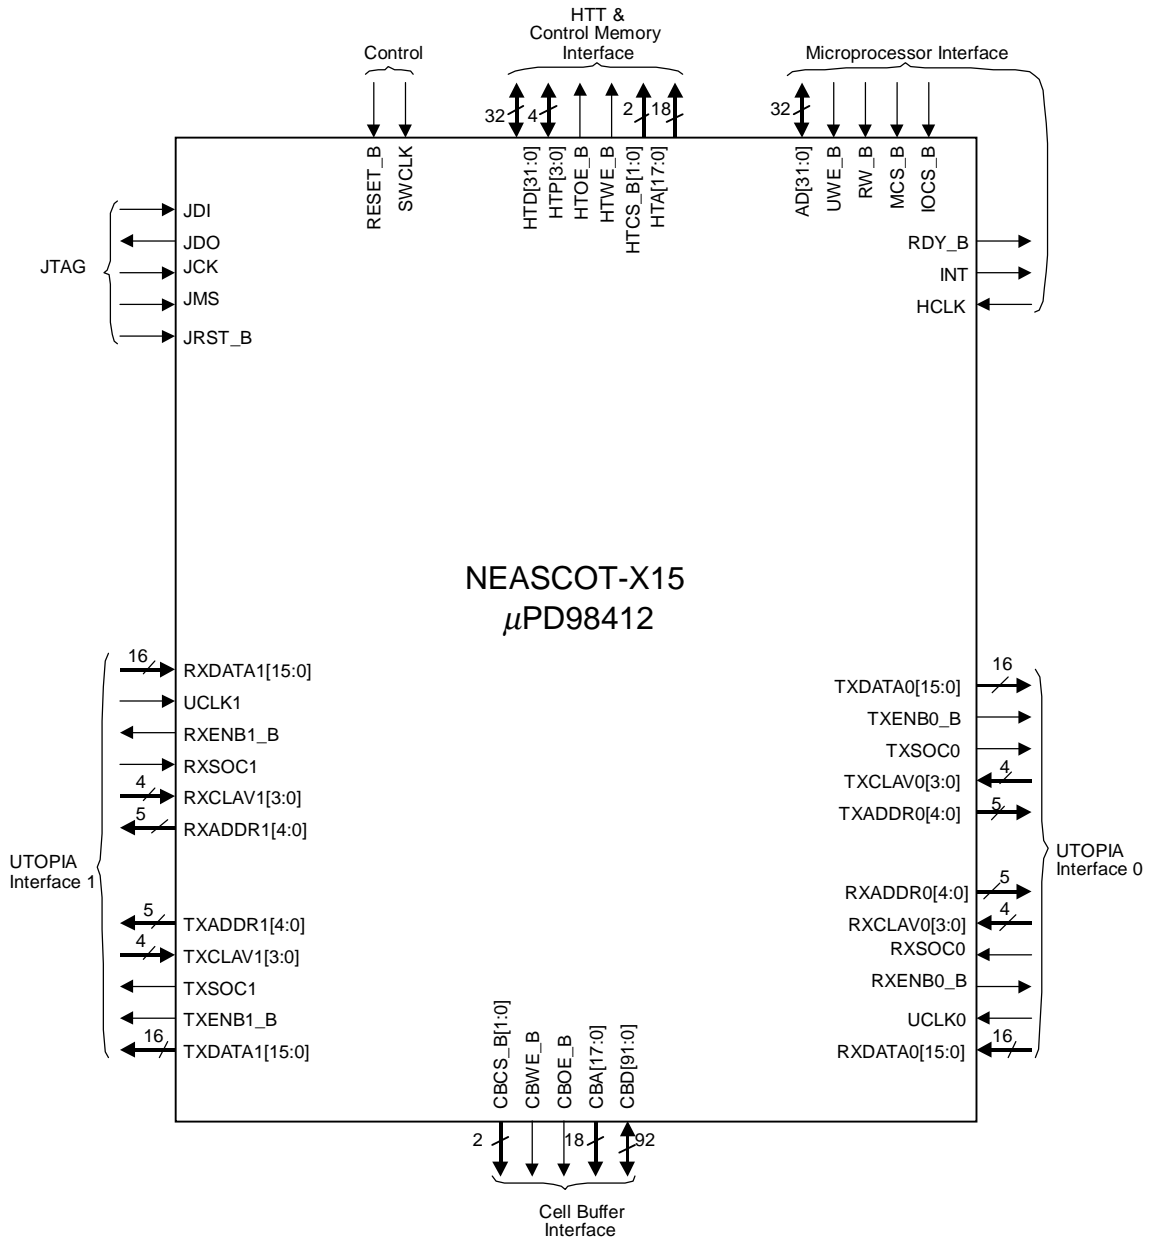 HTT &
Control Memory
Interface
Control
Microprocessor Interface
32
4
2
18
32
RESET_B
SWCLK
HTD[31:0]
HTP[3:0]
HTOE_B
HTWE_B
HTCS_B[1:0]
HTA[17:0]
AD[31:0]
UWE_B
RW_B
MCS_B
IOCS_B
JTAG
JDI
JDO
JCK
JMS
JRST_B
RDY_B
INT
HCLK
NEASCOT-X15
μPD98412
UTOPIA
Interface 1
16
RXDATA1[15:0]
UCLK1
RXENB1_B
RXSOC1
4
RXCLAV1[3:0]
5
RXADDR1[4:0]
5
TXADDR1[4:0]
4
TXCLAV1[3:0]
TXSOC1
TXENB1_B
16
TXDATA1[15:0]
TXDATA0[15:0]
16
TXENB0_B
TXSOC0
TXCLAV0[3:0]
4
TXADDR0[4:0]
5
RXADDR0[4:0]
5
RXCLAV0[3:0]
4
RXSOC0
RXENB0_B
UCLK0
RXDATA0[15:0]
16
UTOPIA
Interface 0
CBCS_B[1:0]
CBWE_B
CBOE_B
CBA[17:0]
CBD[91:0]
2
18
92
Cell Buffer
Interface